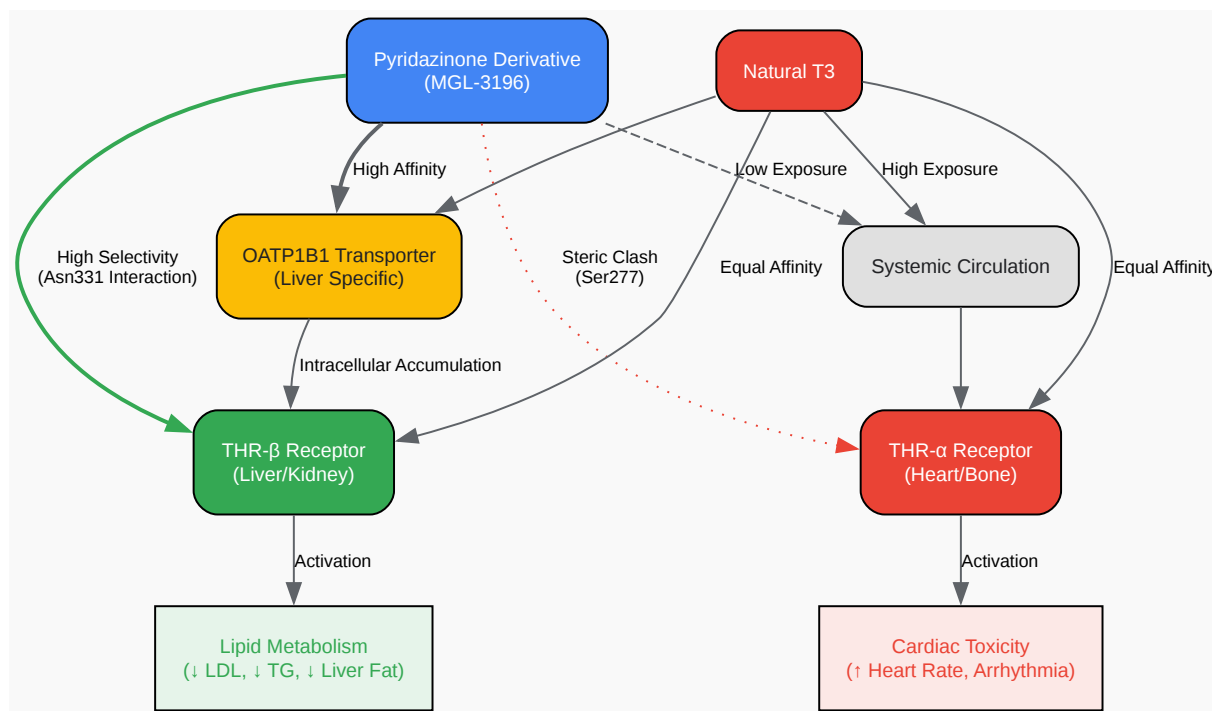 Pyridazinone Derivative
(MGL-3196)
Natural T3
High Affinity
Low Exposure
High Exposure
High Selectivity
(Asn331 Interaction)
OATP1B1 Transporter
(Liver Specific)
Steric Clash
(Ser277)
Equal Affinity
Systemic Circulation
Equal Affinity
Intracellular Accumulation
THR-β Receptor
(Liver/Kidney)
THR-α Receptor
(Heart/Bone)
Activation
Activation
Lipid Metabolism
(↓ LDL, ↓ TG, ↓ Liver Fat)
Cardiac Toxicity
(↑ Heart Rate, Arrhythmia)